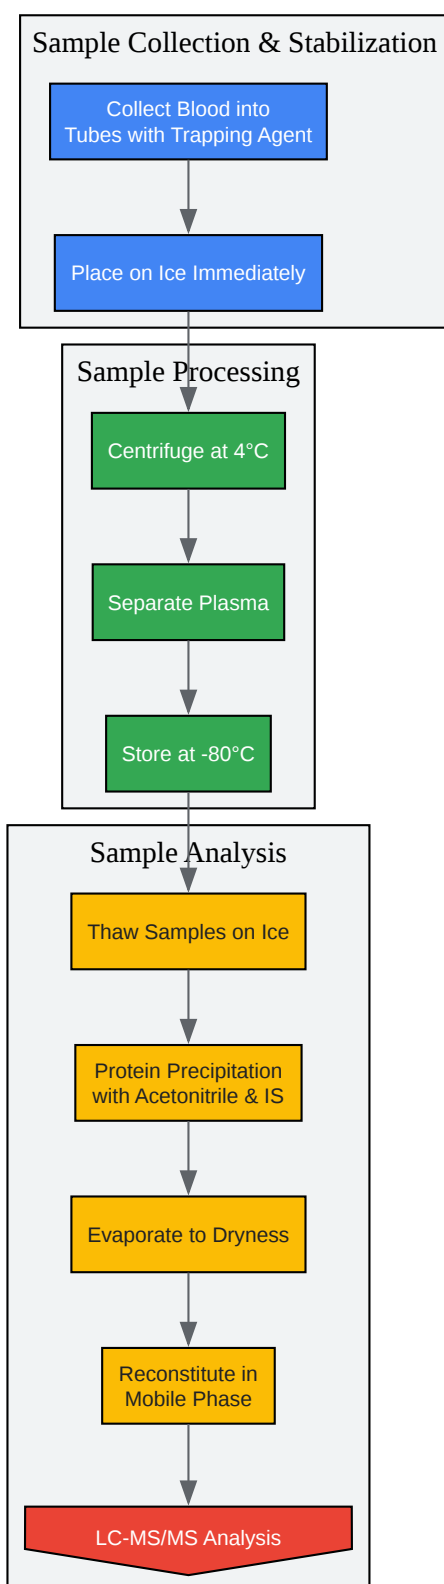 Sample Collection & Stabilization
Collect Blood into
Tubes with Trapping Agent
Place on Ice Immediately
Sample Processing
Centrifuge at 4°C
Separate Plasma
Store at -80°C
Sample Analysis
Thaw Samples on Ice
Protein Precipitation
with Acetonitrile & IS
Evaporate to Dryness
Reconstitute in
Mobile Phase
LC-MS/MS Analysis